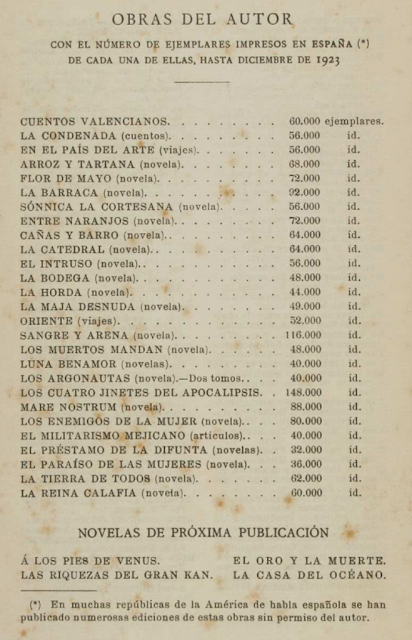 OBRAS DEL AUTOR
CON EL NÚMERO DE EJEMPLARES IMPRESOS EN ESPAÑA (*)
DE CADA UNA DE ELLAS, HASTA DICIEMBRE DE 1923
CUENTOS VALENCIANOS. . . . . . . . . . 60.000 ejemplares.
LA CONDENADA (cuentos). . . . . . . . . 56.000 id.
EN EL PAÍS DEL ARTE (viajes). . . . . . . 56.000 id.
ARROZ Y TARTANA (novela). . . . . . . . 68.000 id.
FLOR DE MAYO (novela). . . . . . . . . 72.000 id.
LA BARRACA (novela). . . . . . . . . . 92.000 id.
SÓNNICA LA CORTESANA (novela). . . . . 56.000 id.
ENTRE NARANJOS (novela). . . . . . . . 72.000 id.
CAÑAS Y BARRO (novela). . . . . . . . . 64.000 id.
LA CATEDRAL (novela). . . . . . . . . . 64.000 id.
EL INTRUSO (novela). . . . . . . . . . . 56.000 id.
LA BODEGA (novela). . . . . . . . . . . 48.000 id.
LA HORDA (novela). . . . . . . . . . . 44.000 id.
LA MAJA DESNUDA (novela). . . . . . . . 49.000 id.
ORIENTE (viajes). . . . . . . . . . . . 52.000 id.
SANGRE Y ARENA (novela). . . . . . . . 116.000 id.
LOS MUERTOS MANDAN (novela). . . . . . 48.000 id.
LUNA BENAMOR (novelas). . . . . . . . . 40.000 id.
LOS ARGONAUTAS (novela).—Dos tomos. . . . 40.000 id.
LOS CUATRO JINETES DEL APOCALIPSIS. . 148.000 id.
MARE NOSTRUM (novela). . . . . . . . . 88.000 id.
LOS ENEMIGOS DE LA MUJER (novela). . . . 80.000 id.
EL MILITARISMO MEJICANO (artículos). . . . 40.000 id.
EL PRÉSTAMO DE LA DIFUNTA (novelas). . 32.000 id.
EL PARAÍSO DE LAS MUJERES (novela). . . 36.000 id.
LA TIERRA DE TODOS (novela). . . . . . . 62.000 id.
LA REINA CALAFIA (novela). . . . . . . . 60.000 id.
NOVELAS DE PRÓXIMA PUBLICACIÓN
Á LOS PIES DE VENUS. EL ORO Y LA MUERTE.
LAS RIQUEZAS DEL GRAN KAN. LA CASA DEL OCÉANO.
(*) En muchas repúblicas de la América de habla española se han
publicado numerosas ediciones de estas obras sin permiso del autor.